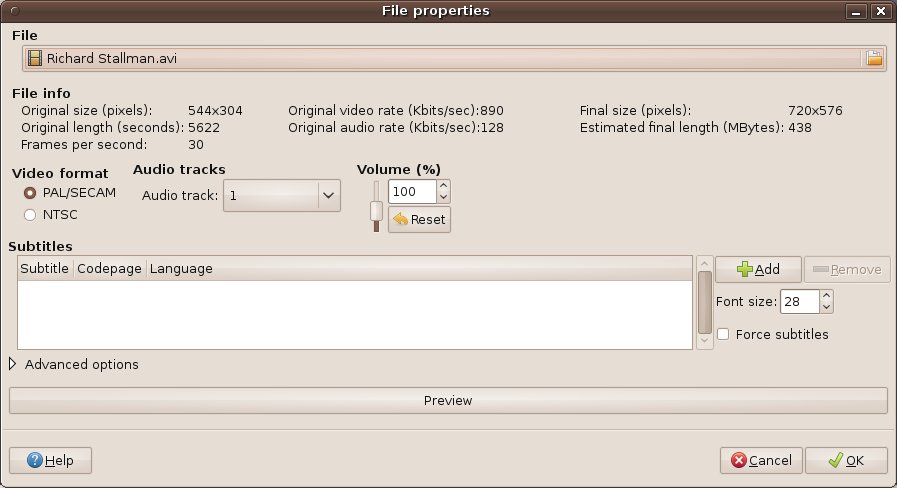 File properties
File
Richard Stallman.avi
File info
Original size (pixels): 544x304 Original video rate (Kbits/sec):890 Final size (pixels): 720x576
Original length (seconds): 5622 Original audio rate (Kbits/sec):128 Estimated final length (MBytes): 438
Frames per second: 30
Video format Audio tracks Volume (%)
PAL/SECAM Audio track: 1 100
NTSC Reset
Subtitles
Subtitle Codepage Language Add Remove
Font size: 28
Force subtitles
Advanced options
Preview
Help Cancel OK